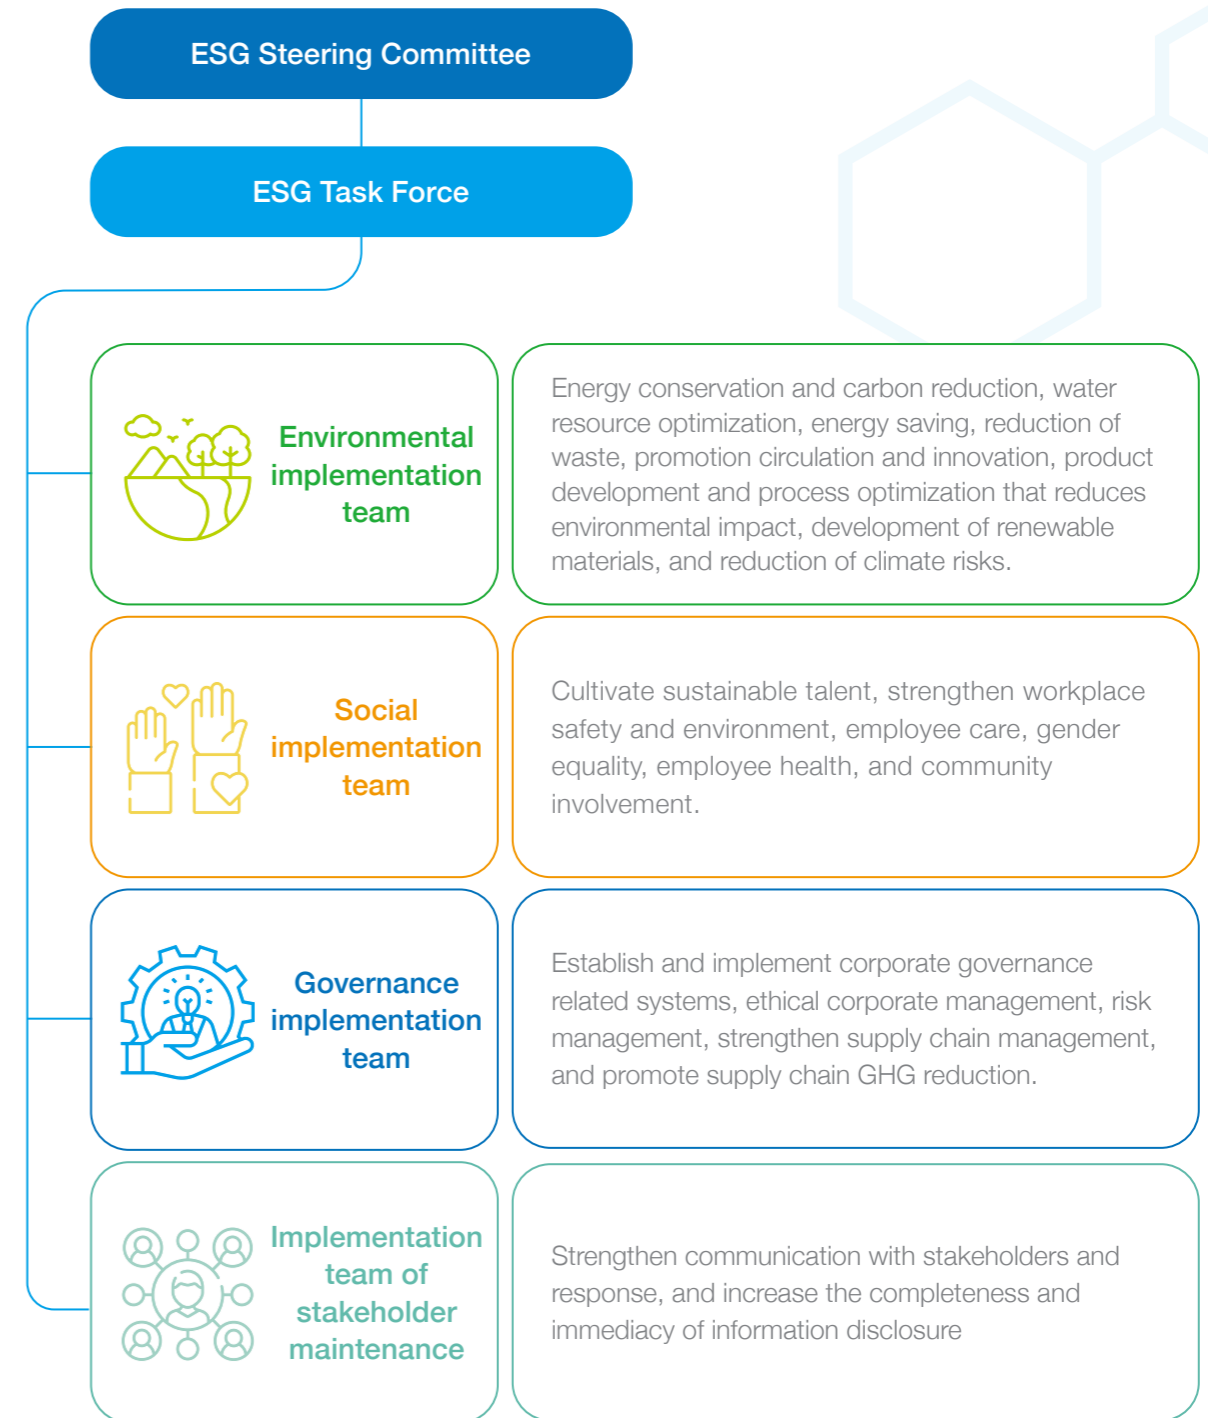 ESG Steering Committee
ESG Task Force
Environmental
implementation
team
Energy conservation and carbon reduction, water
resource optimization, energy saving, reduction of
waste, promotion circulation and innovation, product
development and process optimization that reduces
environmental impact, development of renewable
materials, and reduction of climate risks.
Social
implementation
team
Cultivate sustainable talent, strengthen workplace
safety and environment, employee care, gender
equality, employee health, and community
involvement.
Governance
implementation
team
Establish and implement corporate governance
related systems, ethical corporate management, risk
management, strengthen supply chain management,
and promote supply chain GHG reduction.
Implementation
team of
stakeholder
maintenance
Strengthen communication with stakeholders and
response, and increase the completeness and
immediacy of information disclosure